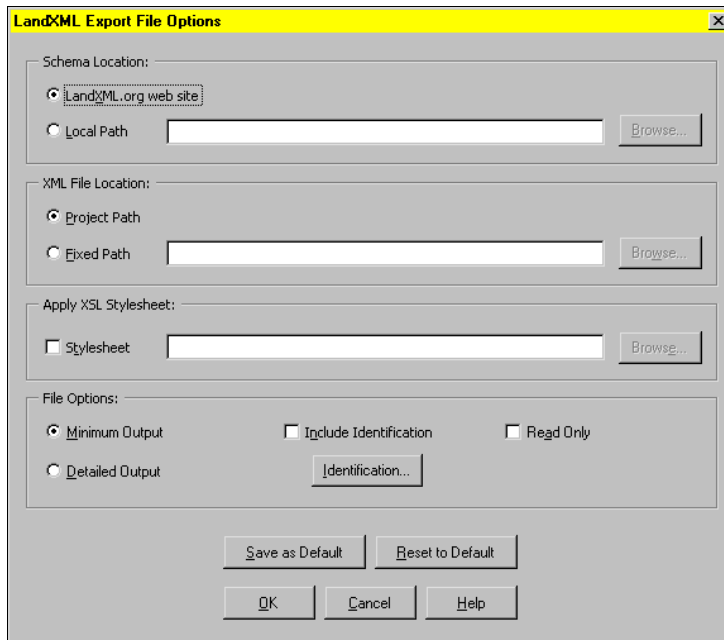 LandXML Export File Options
Schema Location:
LandXML.org web site
Local Path Browse...
XML File Location:
Project Path
Fixed Path Browse...
Apply XSL Stylesheet:
Stylesheet Browse...
File Options:
Minimum Output Include Identification Read Only
Detailed Output Identification...
Save as Default Reset to Default
OK Cancel Help